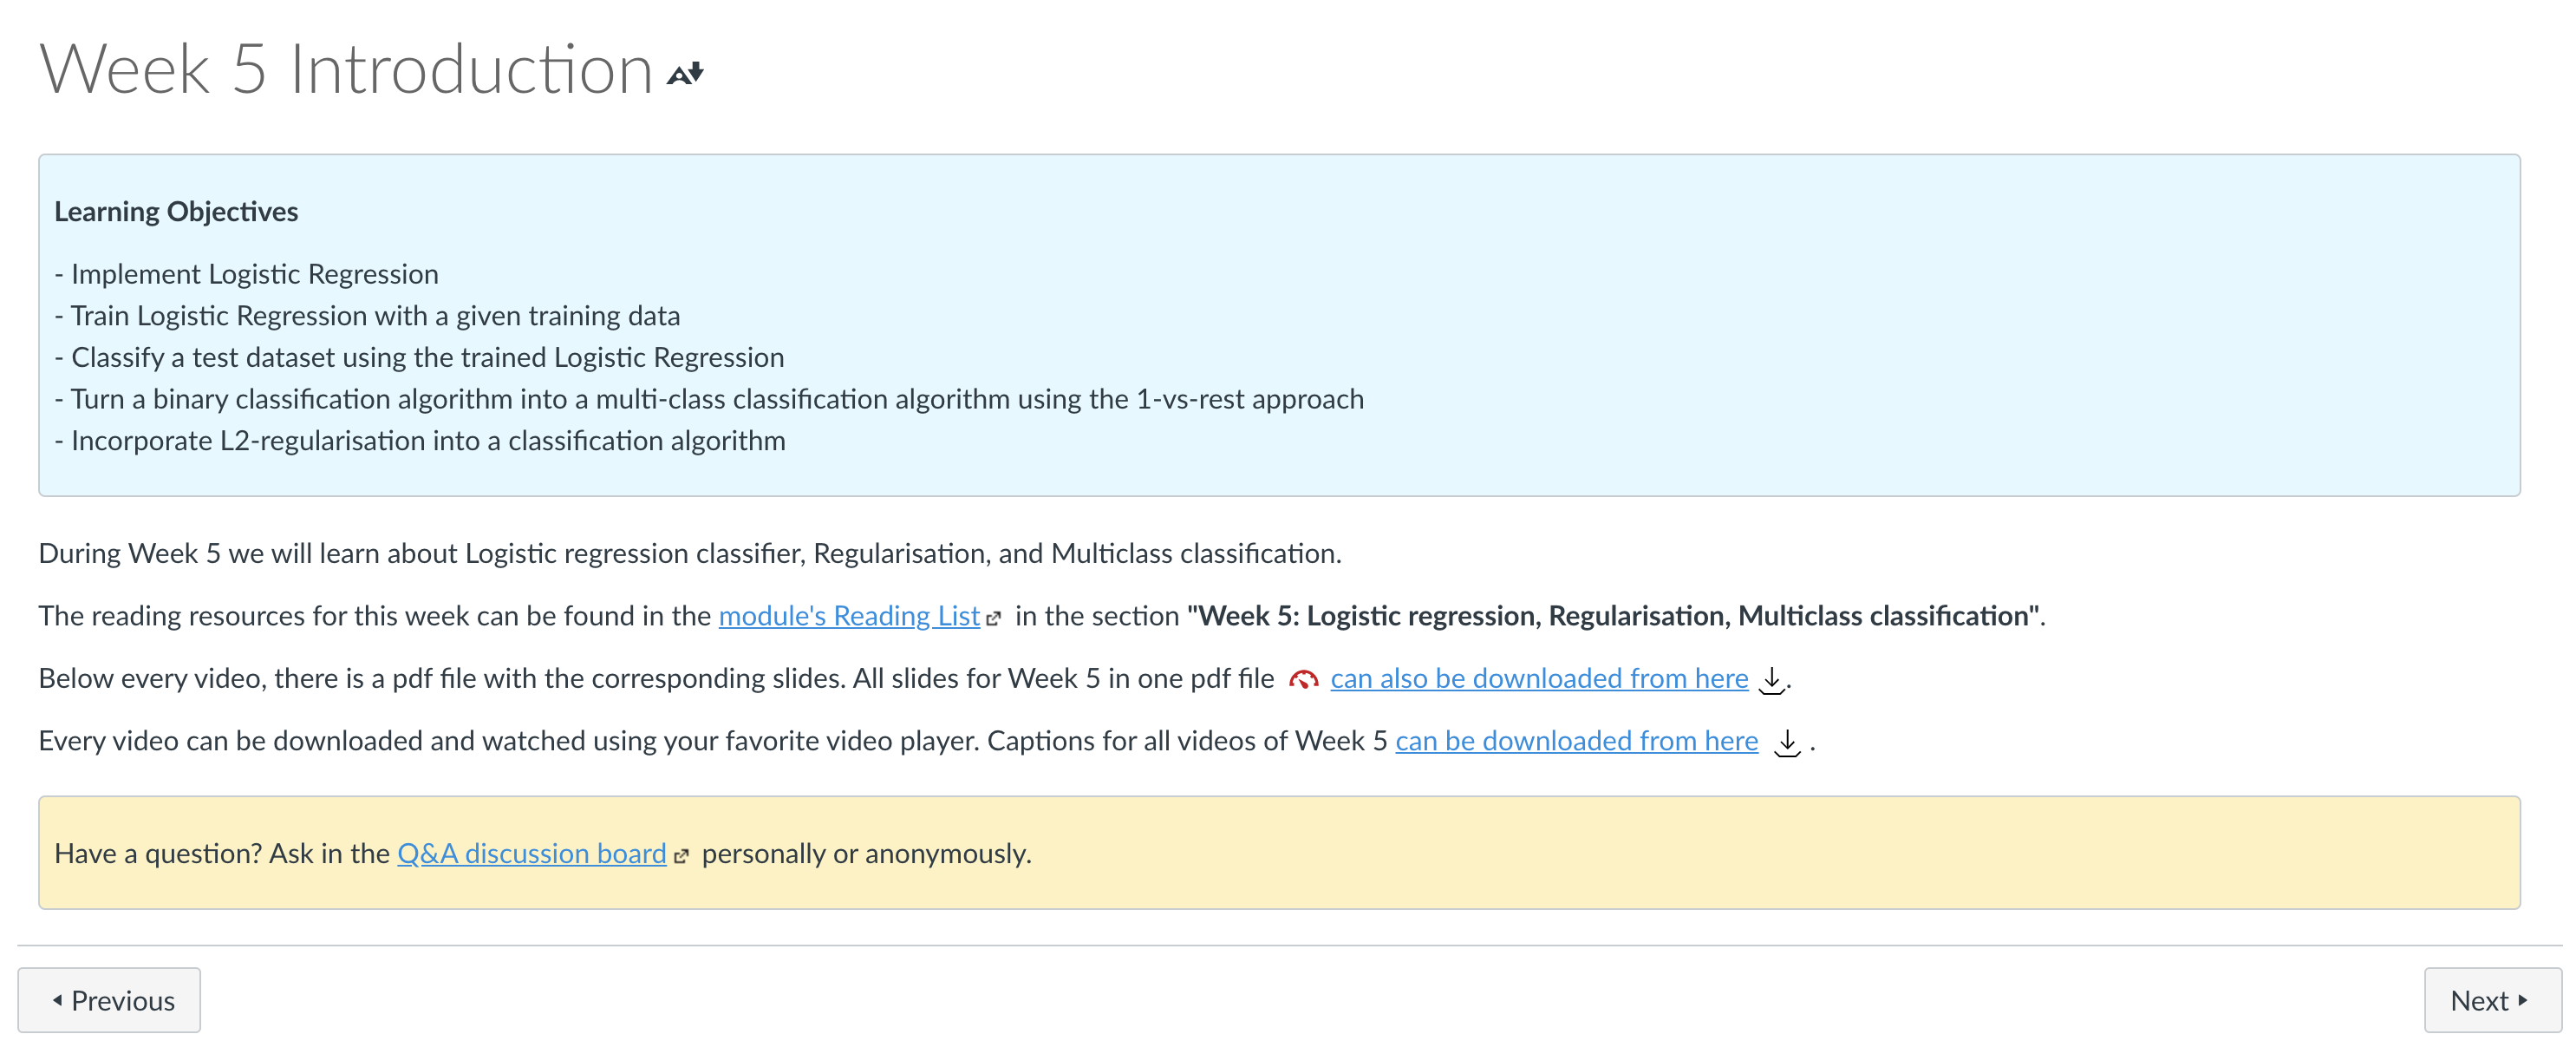 Week 5 Introduction
Learning Objectives
- Implement Logistic Regression
- Train Logistic Regression with a given training data
- Classify a test dataset using the trained Logistic Regression
- Turn a binary classification algorithm into a multi-class classification algorithm using the 1-vs-rest approach
- Incorporate L2-regularisation into a classification algorithm
During Week 5 we will learn about Logistic regression classifier, Regularisation, and Multiclass classification.
The reading resources for this week can be found in the module's Reading List in the section "Week 5: Logistic regression, Regularisation, Multiclass classification".
Below every video, there is a pdf file with the corresponding slides. All slides for Week 5 in one pdf file can also be downloaded from here.
Every video can be downloaded and watched using your favorite video player. Captions for all videos of Week 5 can be downloaded from here .
Have a question? Ask in the Q&A discussion board personally or anonymously.
Previous
Next